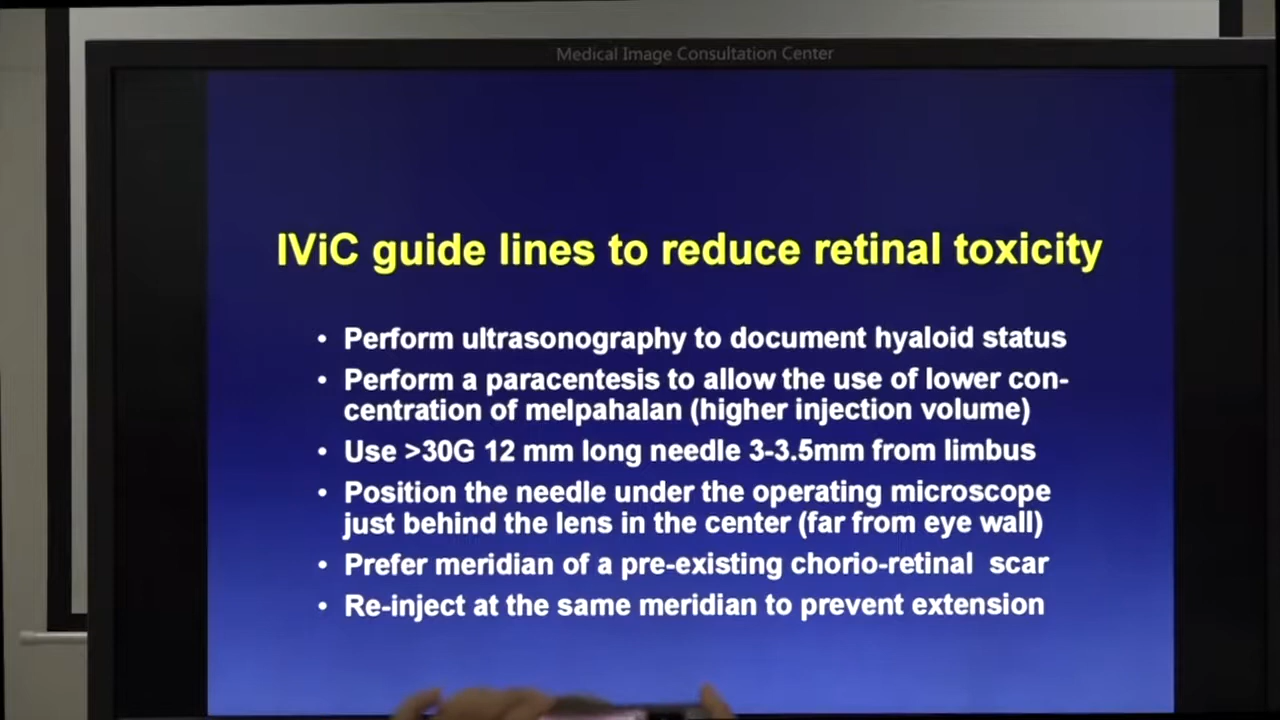 Medical Image Consultation Center
IViC guide lines to reduce retinal toxicity
• Perform ultrasonography to document hyaloid status
• Perform a paracentesis to allow the use of lower con-
centration of melpahalan (higher injection volume)
• Use >30G 12 mm long needle 3-3.5mm from limbus
• Position the needle under the operating microscope
just behind the lens in the center (far from eye wall)
• Prefer meridian of a pre-existing chorio-retinal scar
• Re-inject at the same meridian to prevent extension